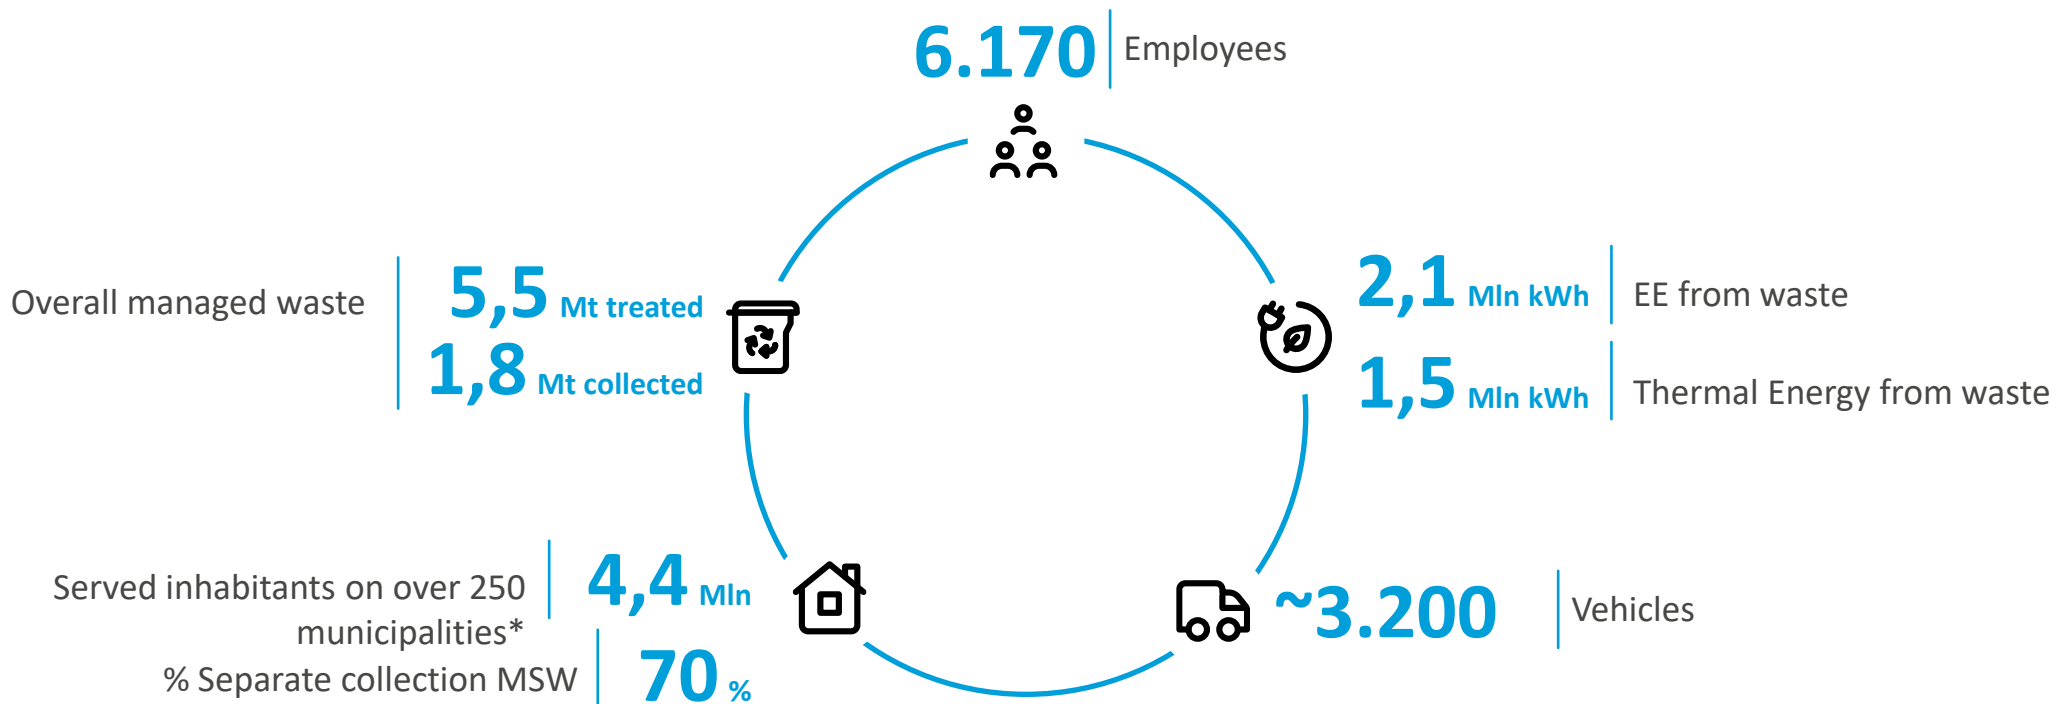 6.170 Employees
Overall managed waste
5,5 Mt treated
1,8 Mt collected
2,1 Mln kWh EE from waste
1,5 Mln kWh Thermal Energy from waste
Served inhabitants on over 250
municipalities*
4,4 Mln
% Separate collection MSW
70 %
~3.200 Vehicles